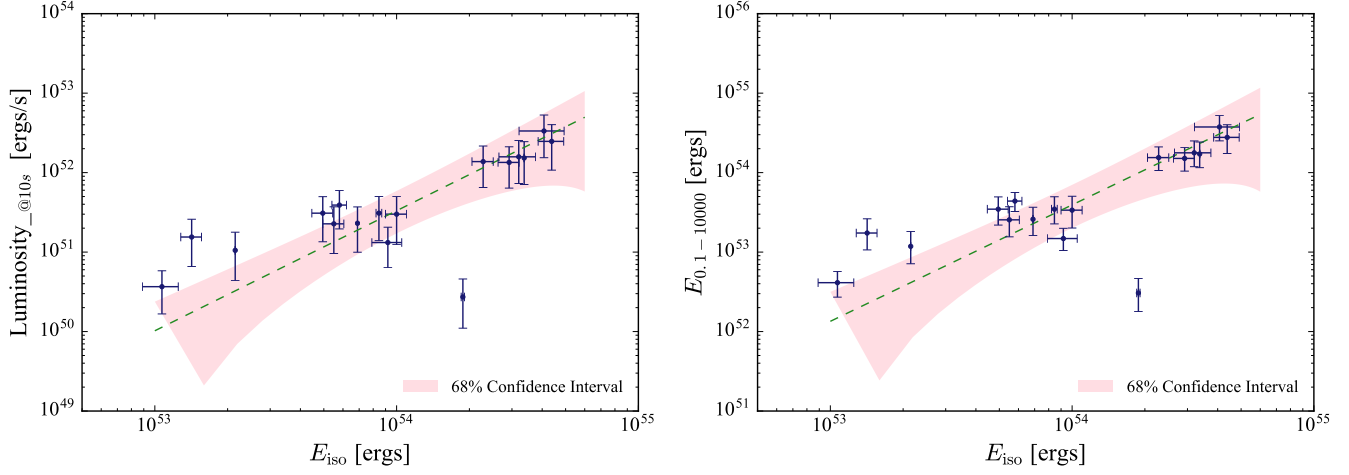 10^54
10^53
10^52
10^51
10^50
10^49
Luminosity_@10s [ergs/s]
68% Confidence Interval
10^53 10^54 10^55
E_iso [ergs]
10^56
10^55
10^54
10^53
10^52
10^51
E_0.1−10000 [ergs]
68% Confidence Interval
10^53 10^54 10^55
E_iso [ergs]